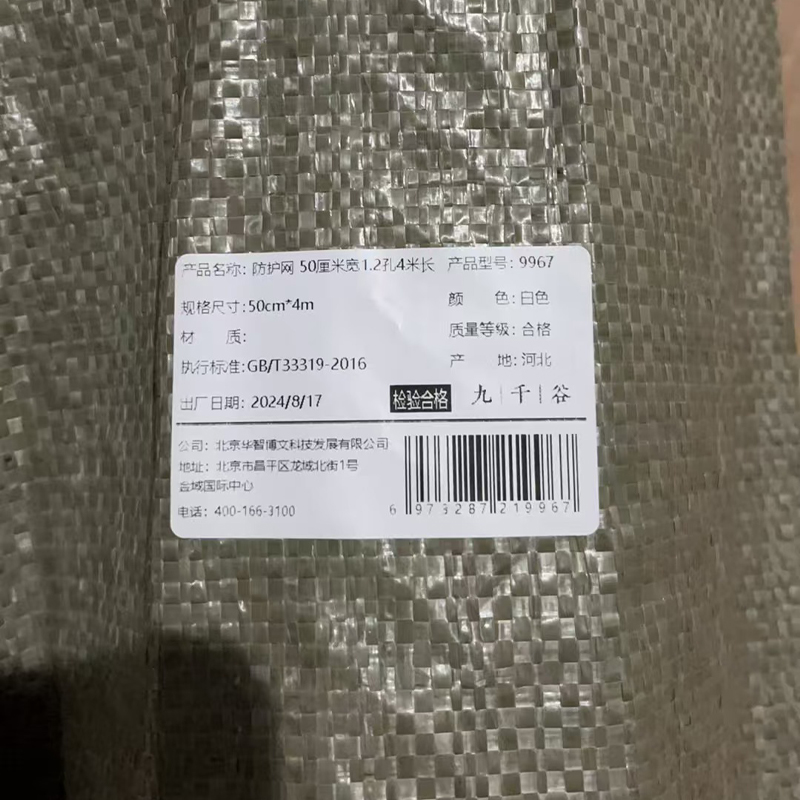 产品名称: 防护网 50厘米宽1.2孔4米长 产品型号: 9967
规格尺寸:50cm*4m 颜 色:白色
材 质: 质量等级: 合格
执行标准:GB/T33319-2016 产 地:河北
出厂日期: 2024/8/17 检验合格 九|千|谷
公司: 北京华智博文科技发展有限公司
地址: 北京市昌平区龙域北街1号
金域国际中心
电话: 400-166-3100
6 973287 219967